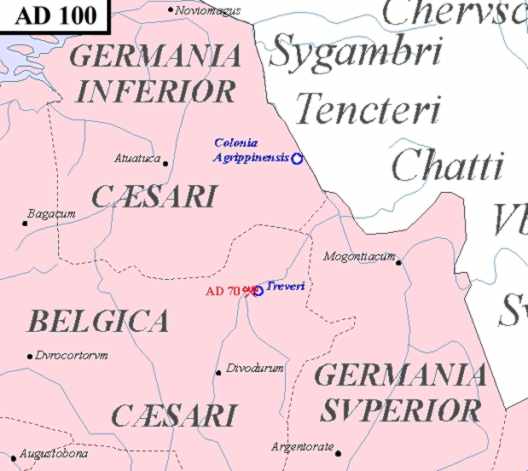 AD 100
Noviomagus
Chervsc
GERMANIA
INFERIOR
Sygambri
Tencteri
Colonia
Agrippinensis
Atuatuca
Chatti
CÆSARI
Bagacum
Vb
Mogontiacum
AD 70
Treveri
BELGICA
Dvrocortorvm
Divodurum
GERMANIA
SVPERIOR
CÆSARI
Argentorate
Augustobona